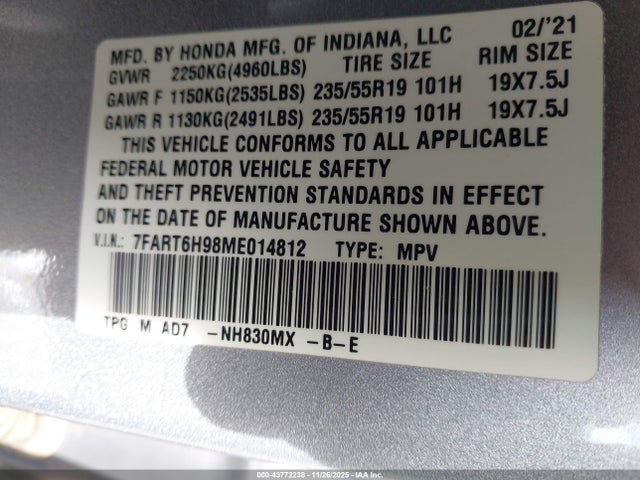 MFD. BY HONDA MFG. OF INDIANA, LLC 02/'21
GVWR 2250KG(4960LBS) TIRE SIZE RIM SIZE
GAWR F 1150KG(2535LBS) 235/55R19 101H 19X7.5J
GAWR R 1130KG(2491LBS) 235/55R19 101H 19X7.5J
THIS VEHICLE CONFORMS TO ALL APPLICABLE
FEDERAL MOTOR VEHICLE SAFETY
AND THEFT PREVENTION STANDARDS IN EFFECT
ON THE DATE OF MANUFACTURE SHOWN ABOVE.
V.I.N.: 7FART6H98ME014812 TYPE: MPV
TPG M AD7 -NH830MX -B-E
000-43772238 - 11/26/2025 - IAA Corp.